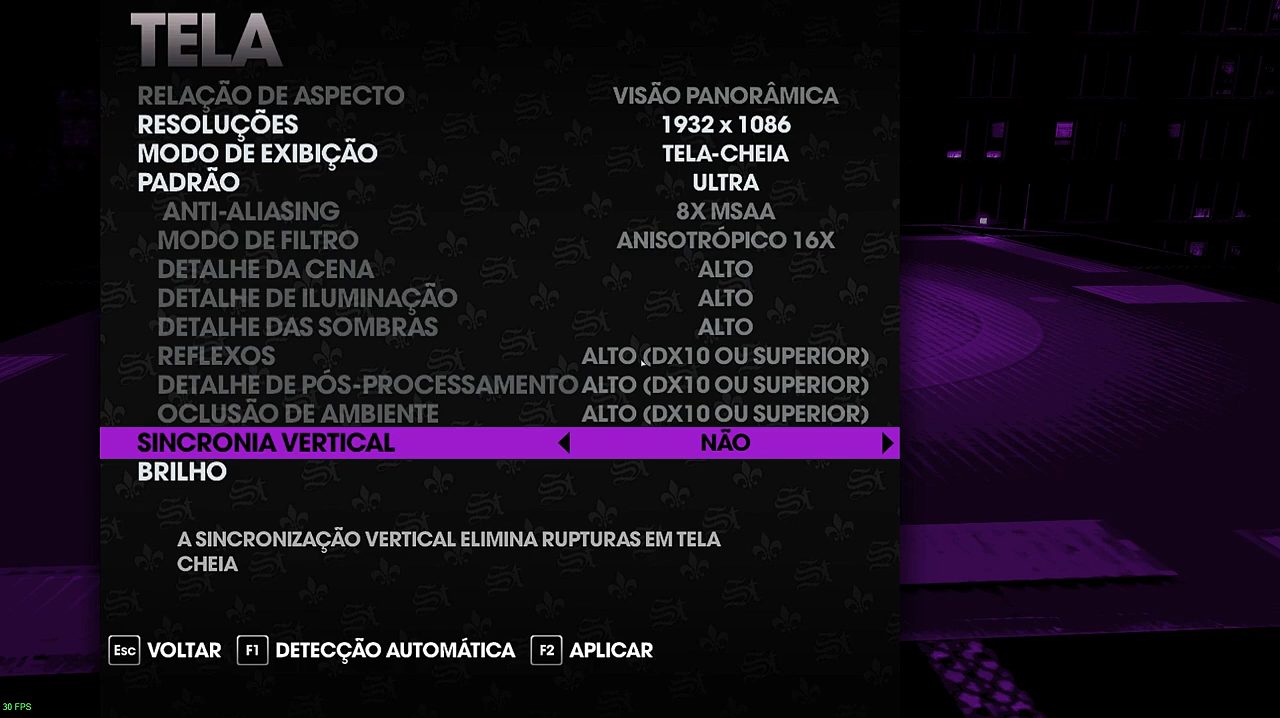 TELA
RELAÇÃO DE ASPECTO VISÃO PANORÂMICA
RESOLUÇÕES 1932 x 1086
MODO DE EXIBIÇÃO TELA-CHEIA
PADRÃO ULTRA
ANTI-ALIASING 8X MSAA
MODO DE FILTRO ANISOTRÓPICO 16X
DETALHE DA CENA ALTO
DETALHE DE ILUMINAÇÃO ALTO
DETALHE DAS SOMBRAS ALTO
REFLEXOS ALTO (DX10 OU SUPERIOR)
DETALHE DE PÓS-PROCESSAMENTO ALTO (DX10 OU SUPERIOR)
OCLUSÃO DE AMBIENTE ALTO (DX10 OU SUPERIOR)
SINCRONIA VERTICAL NÃO
BRILHO
A SINCRONIZAÇÃO VERTICAL ELIMINA RUPTURAS EM TELA
CHEIA
Esc VOLTAR F1 DETECÇÃO AUTOMÁTICA F2 APLICAR
30 FPS